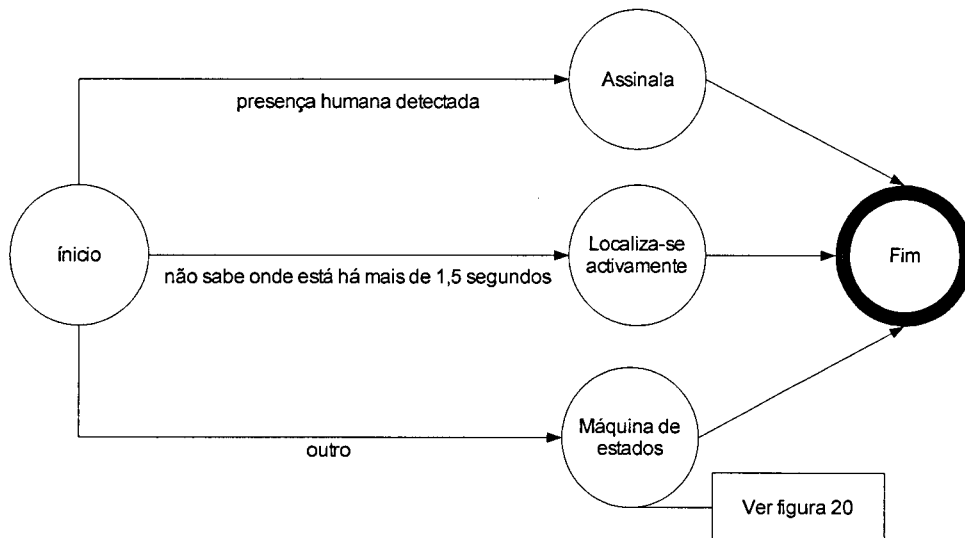 Assinala
presença humana detectada
ínicio
Localiza-se
activamente
Fim
não sabe onde está há mais de 1,5 segundos
Máquina de
estados
outro
Ver figura 20